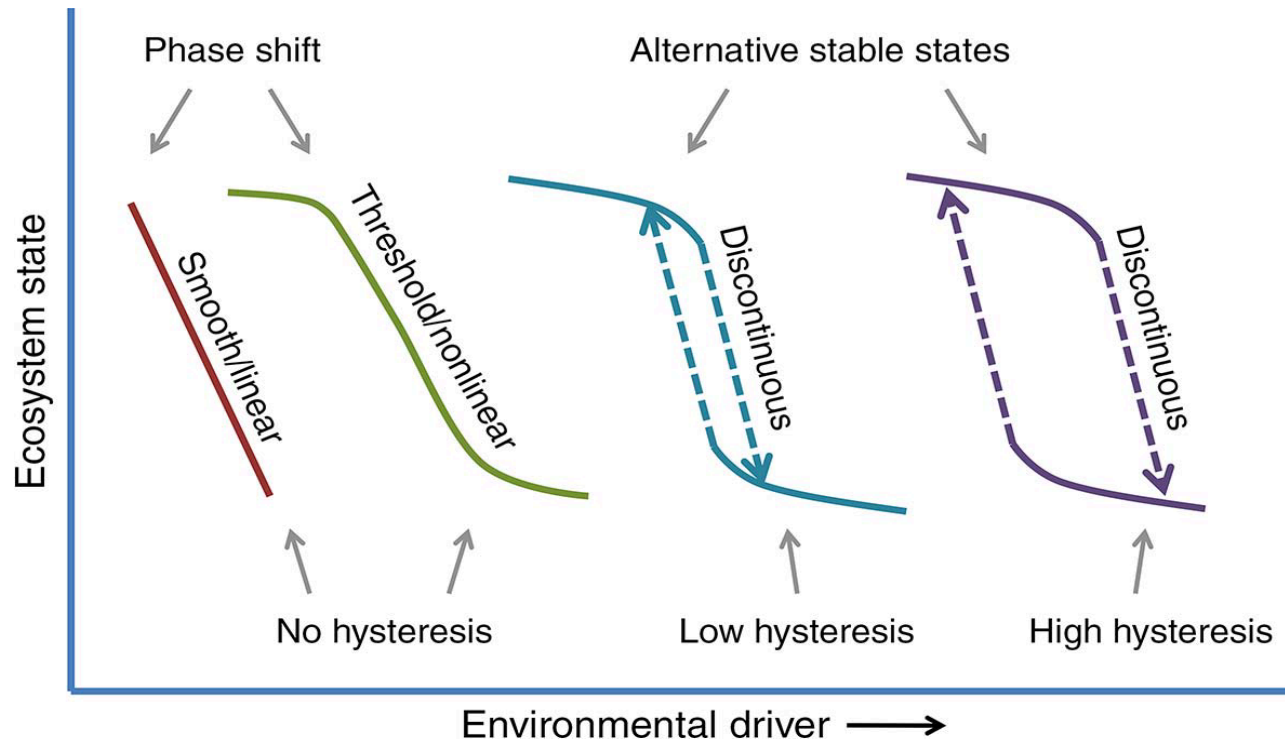 Phase shift
Alternative stable states
Ecosystem state
Smooth/linear
Threshold/nonlinear
Discontinuous
Discontinuous
No hysteresis
Low hysteresis
High hysteresis
Environmental driver